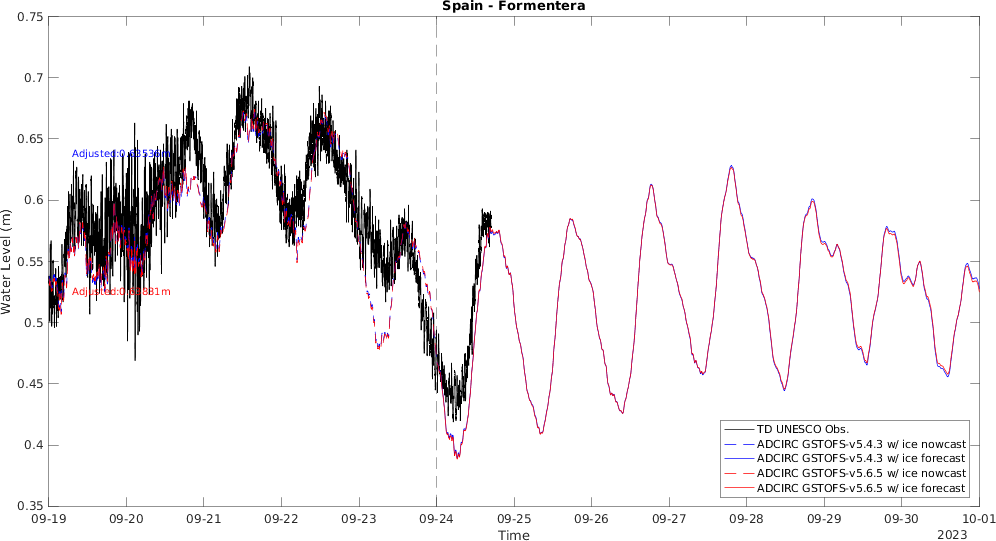 Spain - Formentera
0.75
0.7
0.65
0.6
0.55
0.5
0.45
0.4
0.35
Water Level (m)
09-19
09-20
09-21
09-22
09-23
09-24
09-25
09-26
09-27
09-28
09-29
09-30
10-01
Time
2023
TD UNESCO Obs.
ADCIRC GSTOFS-v5.4.3 w/ ice nowcast
ADCIRC GSTOFS-v5.4.3 w/ ice forecast
ADCIRC GSTOFS-v5.6.5 w/ ice nowcast
ADCIRC GSTOFS-v5.6.5 w/ ice forecast